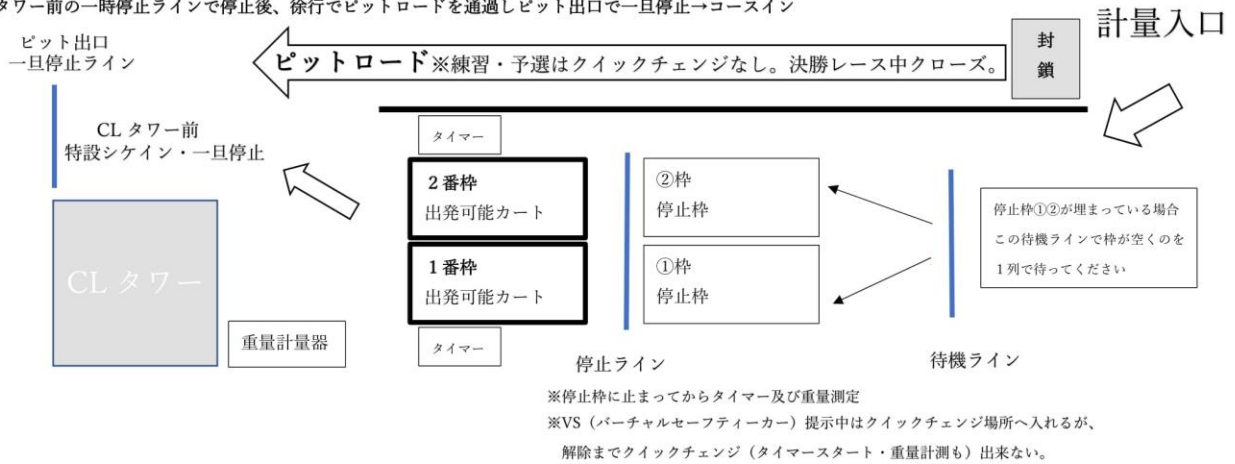 タワー前の一時停止ラインで停止後、徐行でピットロードを通過しピット出口で一旦停止→コースイン
計量入口
ピット出口
一旦停止ライン
封
鎖
ピットロード※練習・予選はクイックチェンジなし。決勝レース中クローズ。
CL タワー前
特設シケイン・一旦停止
タイマー
2 番枠
出発可能カート
②枠
停止枠
停止枠①②が埋まっている場合
この待機ラインで枠が空くのを
1 列で待ってください
1 番枠
出発可能カート
①枠
停止枠
CL タワー
重量計量器
タイマー
停止ライン
待機ライン
※停止枠に止まってからタイマー及び重量測定
※VS（バーチャルセーフティーカー）提示中はクイックチェンジ場所へ入れるが、
解除までクイックチェンジ（タイマースタート・重量計測も）出来ない。